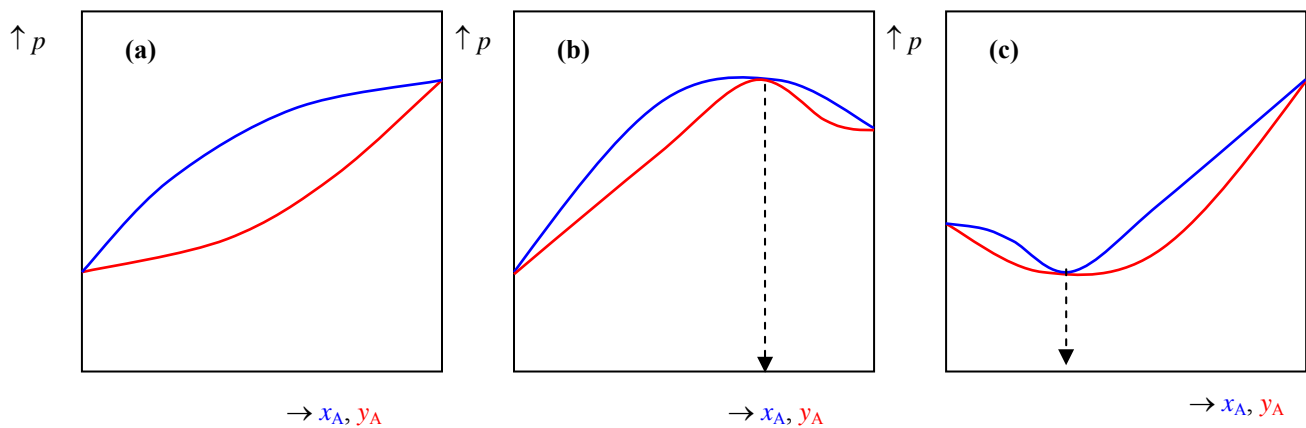 ↑ p (a) ↑ p (b) ↑ p (c)
→ xA, yA → xA, yA → xA, yA